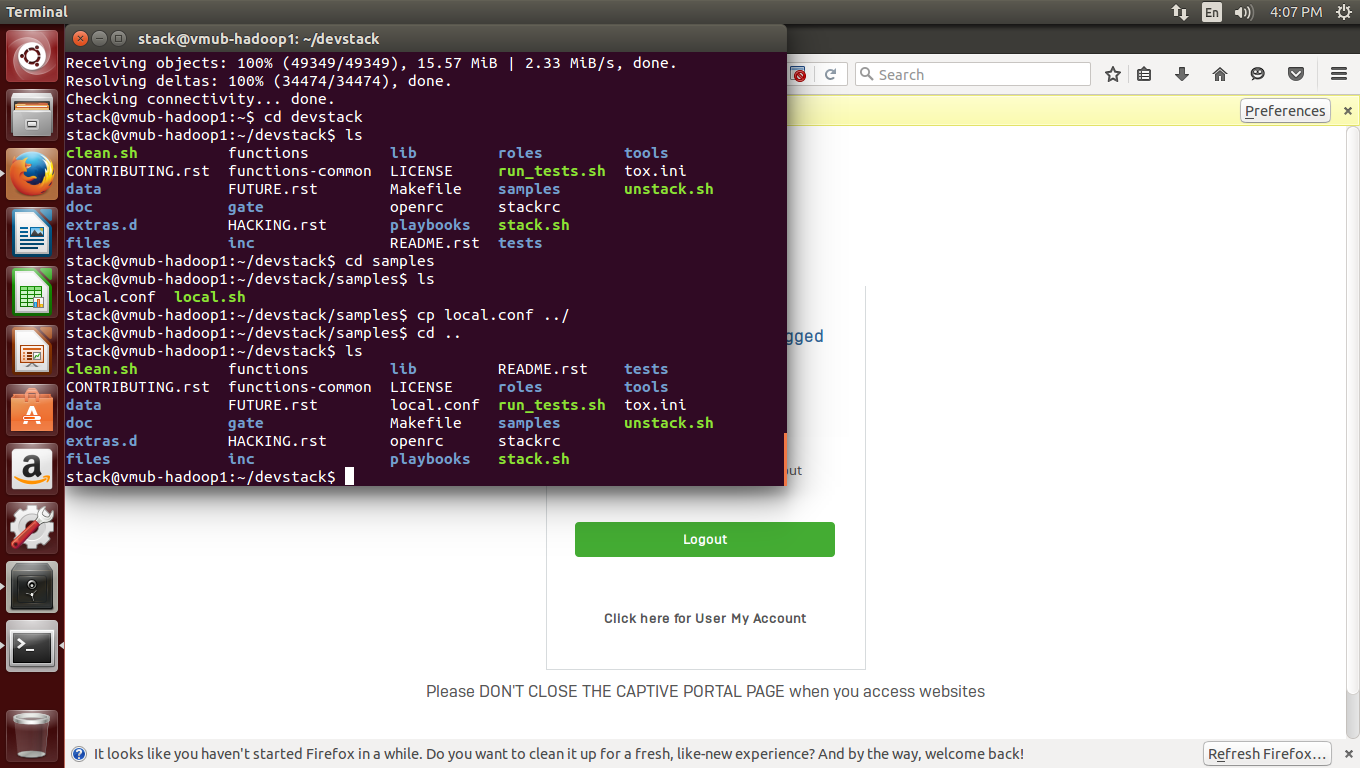 Terminal
En
4:07 PM
stack@vmub-hadoop1: ~/devstack
Receiving objects: 100% (49349/49349), 15.57 MiB | 2.33 MiB/s, done.
Resolving deltas: 100% (34474/34474), done.
Checking connectivity... done.
stack@vmub-hadoop1:~$ cd devstack
stack@vmub-hadoop1:~/devstack$ ls
clean.sh functions lib roles tools
CONTRIBUTING.rst functions-common LICENSE run_tests.sh tox.ini
data FUTURE.rst Makefile samples unstack.sh
doc gate openrc stackrc
extras.d HACKING.rst playbooks stack.sh
files inc README.rst tests
stack@vmub-hadoop1:~/devstack$ cd samples
stack@vmub-hadoop1:~/devstack/samples$ ls
local.conf local.sh
stack@vmub-hadoop1:~/devstack/samples$ cp local.conf ../
stack@vmub-hadoop1:~/devstack/samples$ cd ..
stack@vmub-hadoop1:~/devstack$ ls
clean.sh functions lib README.rst tests
CONTRIBUTING.rst functions-common LICENSE roles tools
data FUTURE.rst local.conf run_tests.sh tox.ini
doc gate Makefile samples unstack.sh
extras.d HACKING.rst openrc stackrc
files inc playbooks stack.sh
stack@vmub-hadoop1:~/devstack$
Search
Preferences
gged
out
Logout
Click here for User My Account
Please DON'T CLOSE THE CAPTIVE PORTAL PAGE when you access websites
It looks like you haven't started Firefox in a while. Do you want to clean it up for a fresh, like-new experience? And by the way, welcome back!
Refresh Firefox...